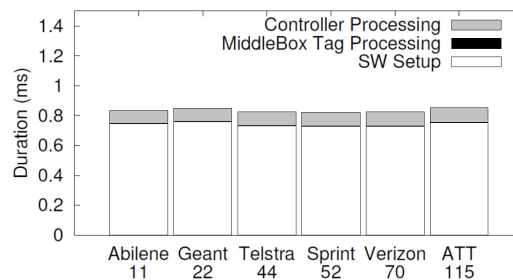 Controller Processing
MiddleBox Tag Processing
SW Setup
Duration (ms)
1.4
1.2
1
0.8
0.6
0.4
0.2
0
Abilene Geant Telstra Sprint Verizon ATT
11 22 44 52 70 115